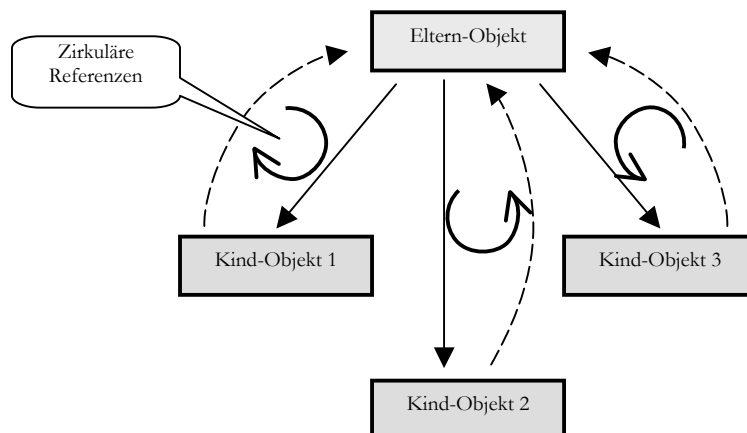 Zirkuläre
Referenzen
Eltern-Objekt
Kind-Objekt 1
Kind-Objekt 3
Kind-Objekt 2